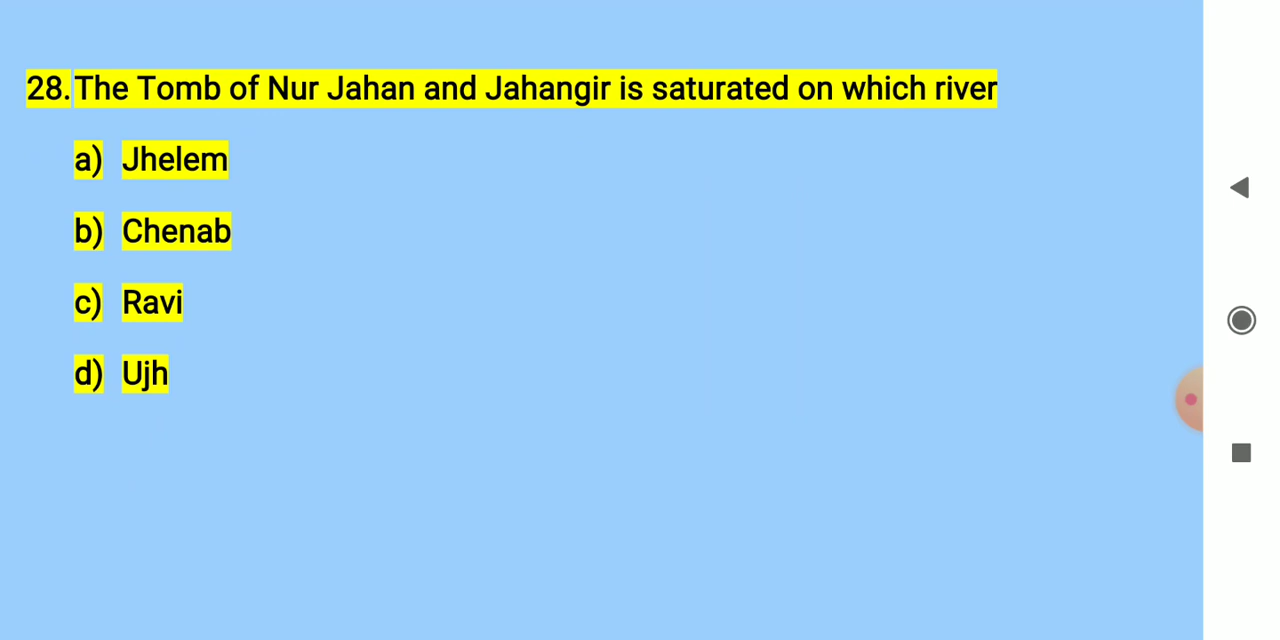 28. The Tomb of Nur Jahan and Jahangir is saturated on which river
a) Jhelem
b) Chenab
c) Ravi
d) Ujh